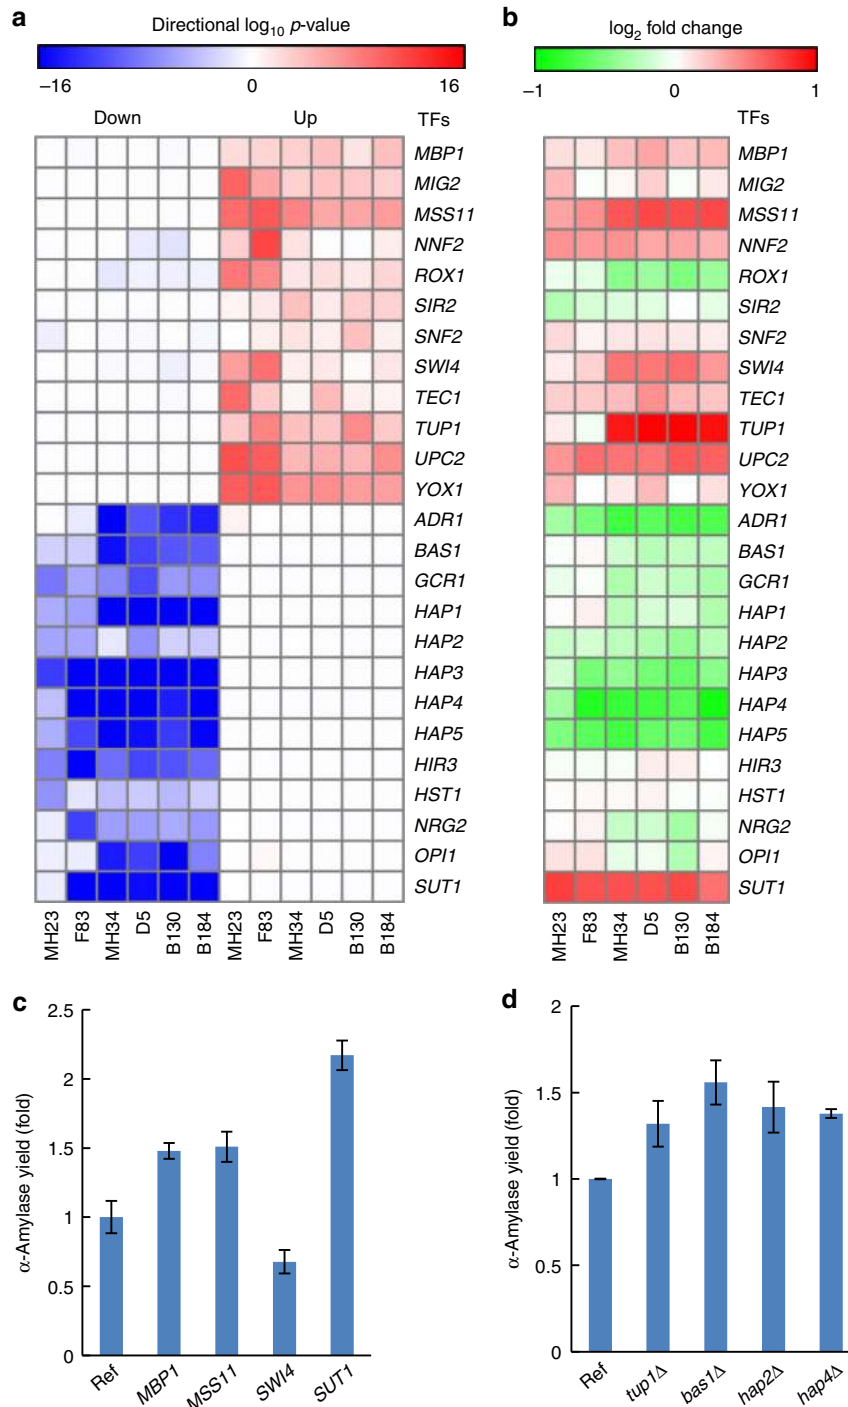 a
Directional log10 p-value
−16 0 16
Down Up TFs
MBP1
MIG2
MSS11
NNF2
ROX1
SIR2
SNF2
SWI4
TEC1
TUP1
UPC2
YOX1
ADR1
BAS1
GCR1
HAP1
HAP2
HAP3
HAP4
HAP5
HIR3
HST1
NRG2
OPI1
SUT1
MH23 F83 MH34 D5 B130 B184 MH23 F83 MH34 D5 B130 B184
b
log2 fold change
−1 0 1
TFs
MBP1
MIG2
MSS11
NNF2
ROX1
SIR2
SNF2
SWI4
TEC1
TUP1
UPC2
YOX1
ADR1
BAS1
GCR1
HAP1
HAP2
HAP3
HAP4
HAP5
HIR3
HST1
NRG2
OPI1
SUT1
MH23 F83 MH34 D5 B130 B184
c
α-Amylase yield (fold)
2.5
2
1.5
1
0.5
0
Ref MBP1 MSS11 SWI4 SUT1
d
α-Amylase yield (fold)
2
1.5
1
0.5
0
Ref tup1Δ bas1Δ hap2Δ hap4Δ